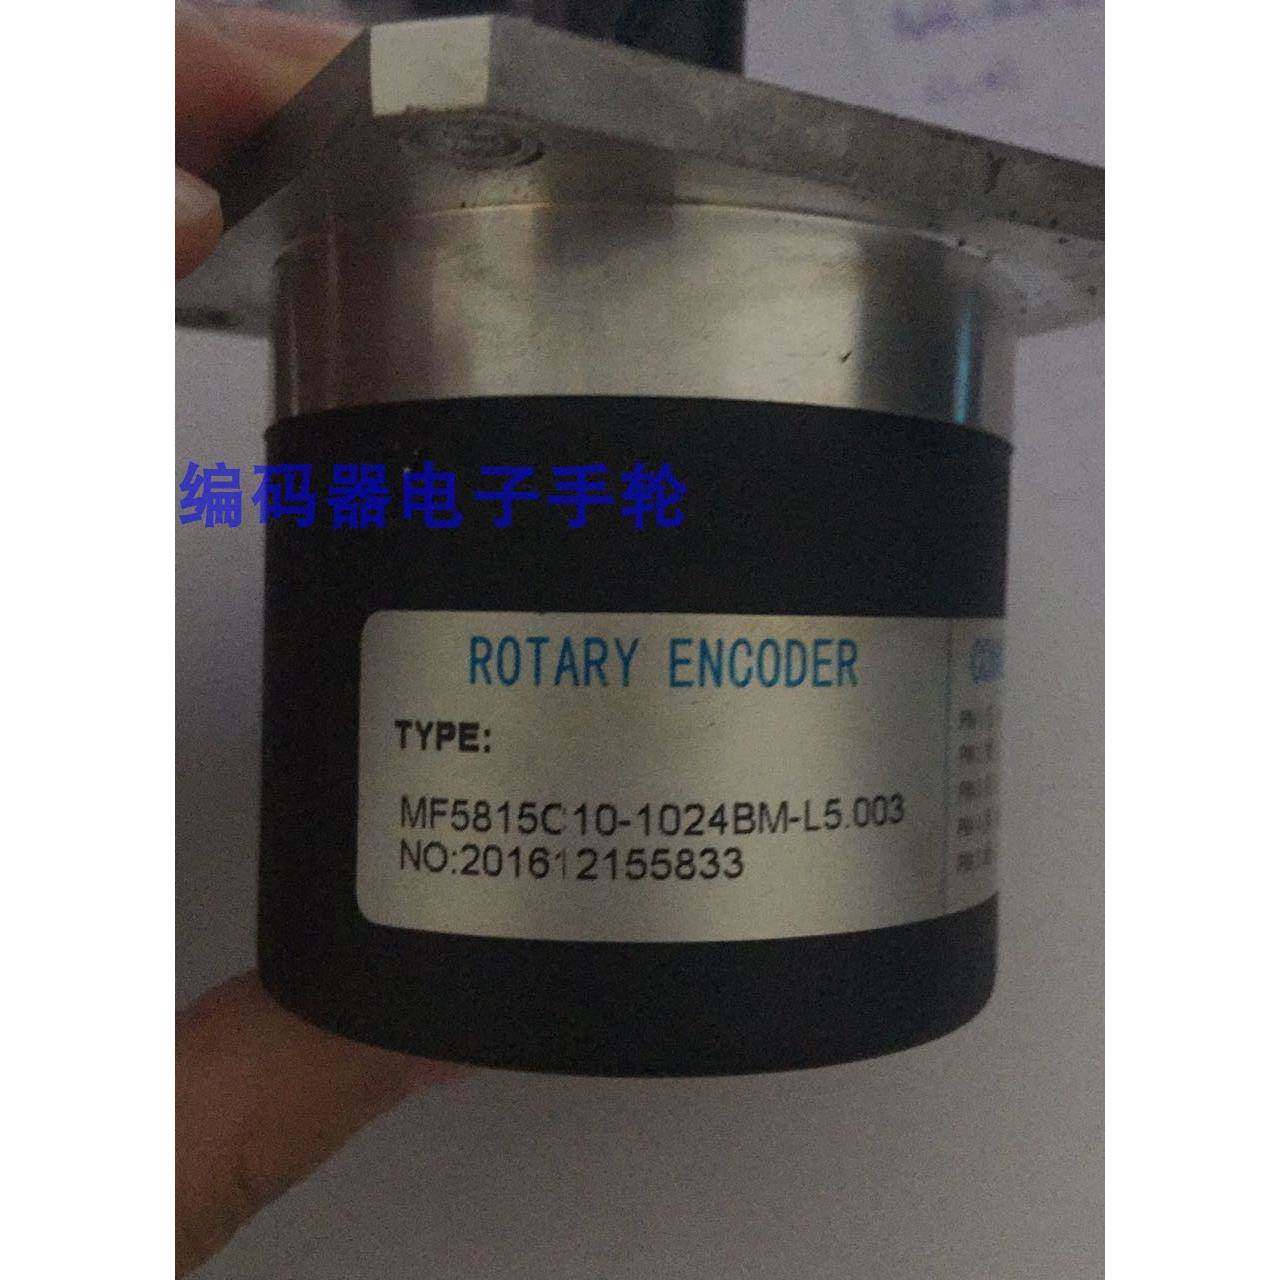 编码器电子手轮
ROTARY ENCODER
TYPE:
MF5815C10-1024BM-L5.003
NO:201612155833